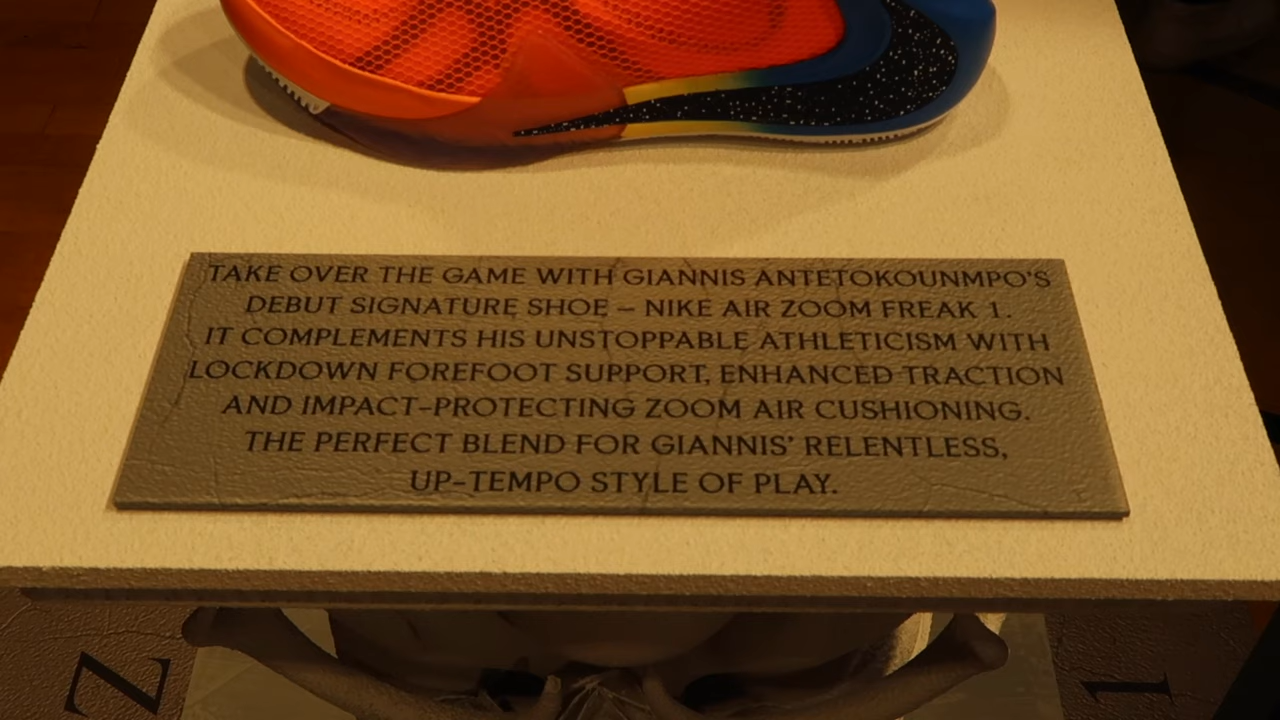 TAKE OVER THE GAME WITH GIANNIS ANTETOKOUNMPO'S
DEBUT SIGNATURE SHOE – NIKE AIR ZOOM FREAK 1.
IT COMPLEMENTS HIS UNSTOPPABLE ATHLETICISM WITH
LOCKDOWN FOREFOOT SUPPORT, ENHANCED TRACTION
AND IMPACT-PROTECTING ZOOM AIR CUSHIONING.
THE PERFECT BLEND FOR GIANNIS' RELENTLESS,
UP-TEMPO STYLE OF PLAY.